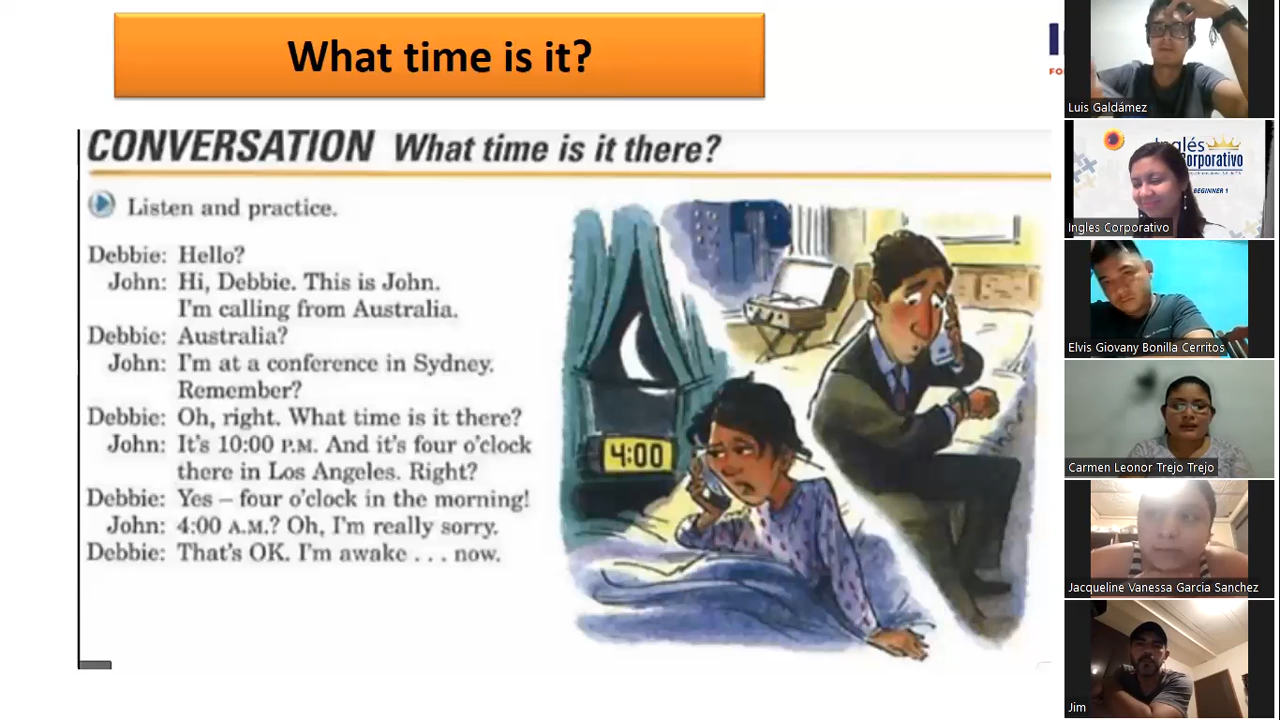 What time is it?
CONVERSATION What time is it there?
Listen and practice.
Debbie: Hello?
John: Hi, Debbie. This is John.
I'm calling from Australia.
Debbie: Australia?
John: I'm at a conference in Sydney.
Remember?
Debbie: Oh, right. What time is it there?
John: It's 10:00 P.M. And it's four o'clock
there in Los Angeles. Right?
Debbie: Yes – four o'clock in the morning!
John: 4:00 A.M.? Oh, I'm really sorry.
Debbie: That's OK. I'm awake . . . now.
4:00
Luis Galdámez
Inglés
Corporativo
BEGINNER 1
Ingles Corporativo
Elvis Giovany Bonilla Cerritos
Carmen Leonor Trejo Trejo
Jacqueline Vanessa Garcia Sanchez
Jim